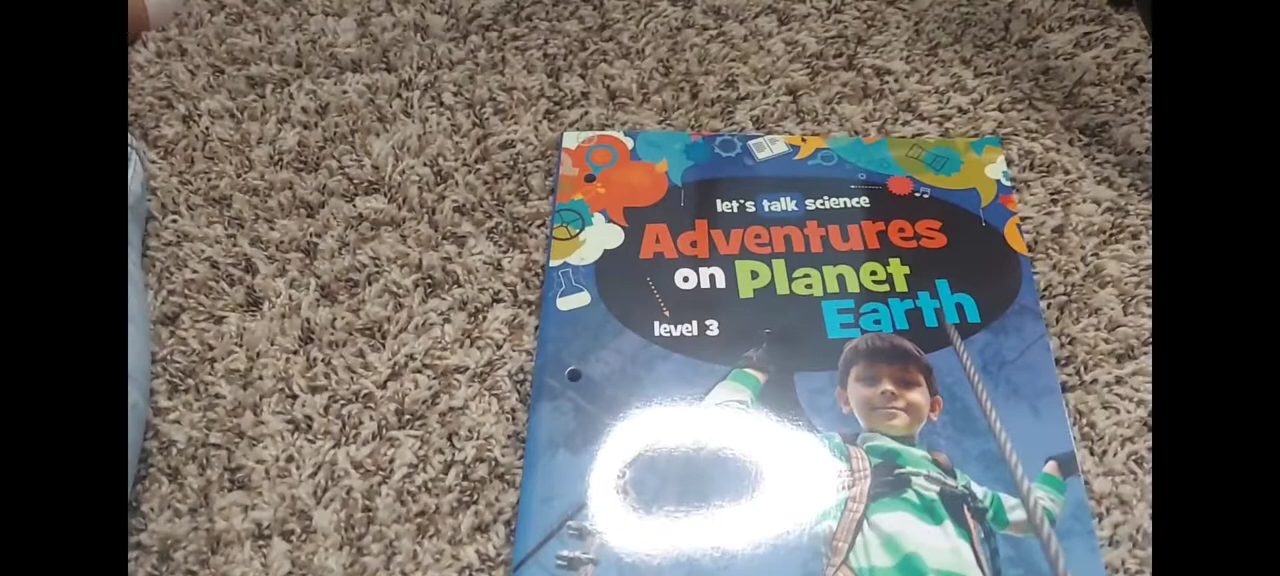 let's talk science
Adventures
on Planet
Earth
level 3